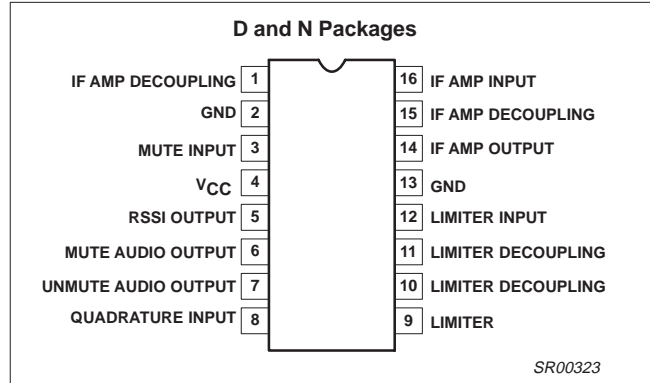 D and N Packages
IF AMP DECOUPLING 1
GND 2
MUTE INPUT 3
VCC 4
RSSI OUTPUT 5
MUTE AUDIO OUTPUT 6
UNMUTE AUDIO OUTPUT 7
QUADRATURE INPUT 8
16 IF AMP INPUT
15 IF AMP DECOUPLING
14 IF AMP OUTPUT
13 GND
12 LIMITER INPUT
11 LIMITER DECOUPLING
10 LIMITER DECOUPLING
9 LIMITER
SR00323